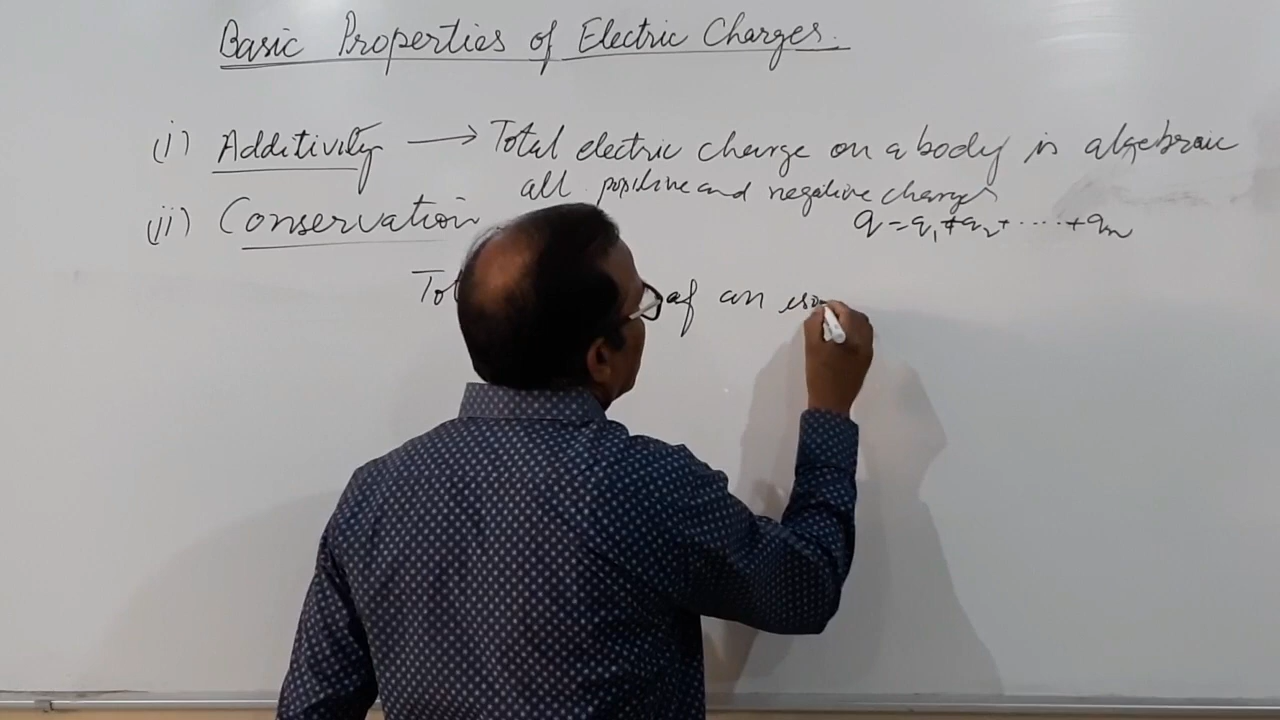 Basic Properties of Electric Charges.
(i) Additivity → Total electric charge on a body is algebraic
all positive and negative charges
(ii) Conservation
q = q₁ + q₂ + ..... + qₙ
of an